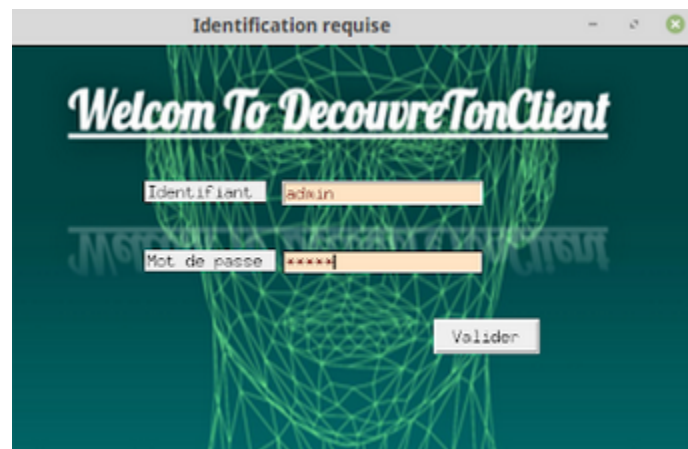 Identification requise
Welcom To DecouvreTonClient
Identifiant admin
Mot de passe *****
Valider